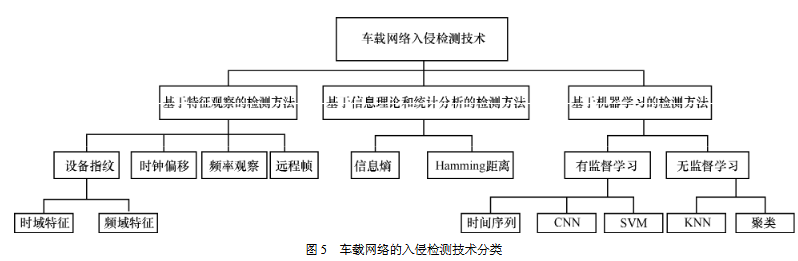 车载网络入侵检测技术
基于特征观察的检测方法
基于信息理论和统计分析的检测方法
基于机器学习的检测方法
设备指纹
时钟偏移
频率观察
远程帧
信息熵
Hamming距离
有监督学习
无监督学习
时域特征
频域特征
时间序列
CNN
SVM
KNN
聚类
图 5 车载网络的入侵检测技术分类